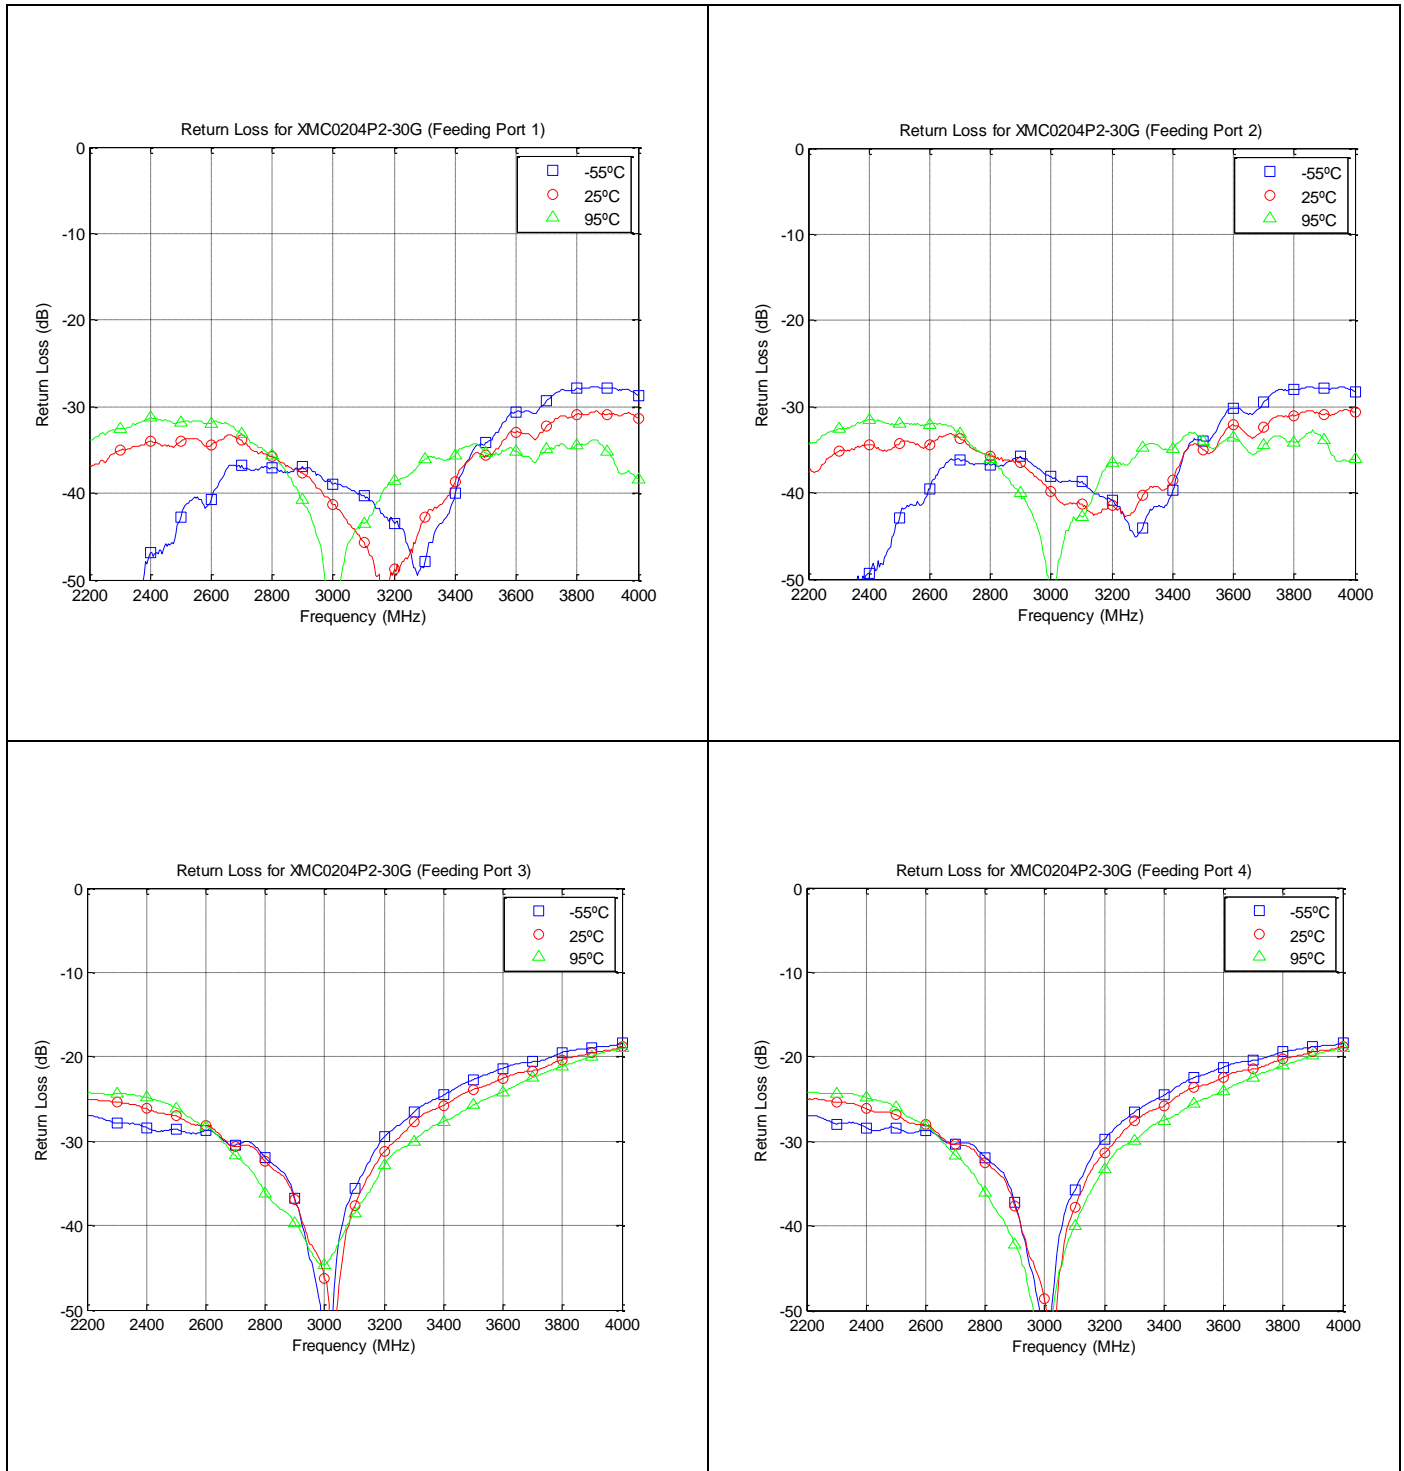 Return Loss for XMC0204P2-30G (Feeding Port 1)
0
-10
-20
-30
-40
-50
Return Loss (dB)
-55ºC
25ºC
95ºC
2200 2400 2600 2800 3000 3200 3400 3600 3800 4000
Frequency (MHz)
Return Loss for XMC0204P2-30G (Feeding Port 2)
0
-10
-20
-30
-40
-50
Return Loss (dB)
-55ºC
25ºC
95ºC
2200 2400 2600 2800 3000 3200 3400 3600 3800 4000
Frequency (MHz)
Return Loss for XMC0204P2-30G (Feeding Port 3)
0
-10
-20
-30
-40
-50
Return Loss (dB)
-55ºC
25ºC
95ºC
2200 2400 2600 2800 3000 3200 3400 3600 3800 4000
Frequency (MHz)
Return Loss for XMC0204P2-30G (Feeding Port 4)
0
-10
-20
-30
-40
-50
Return Loss (dB)
-55ºC
25ºC
95ºC
2200 2400 2600 2800 3000 3200 3400 3600 3800 4000
Frequency (MHz)